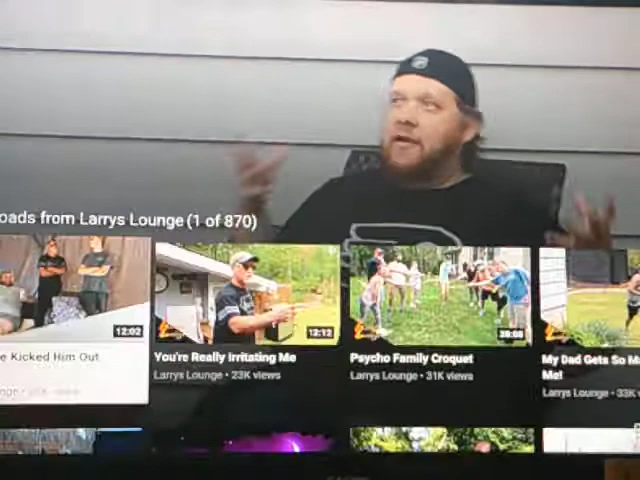 oads from Larrys Lounge (1 of 870)
12:02
12:12
e Kicked Him Out
You're Really Irritating Me
Psycho Family Croquet
My Dad Gets So M
Me!
Larrys Lounge • 23K views
Larrys Lounge • 31K views
Larrys Lounge • 33K